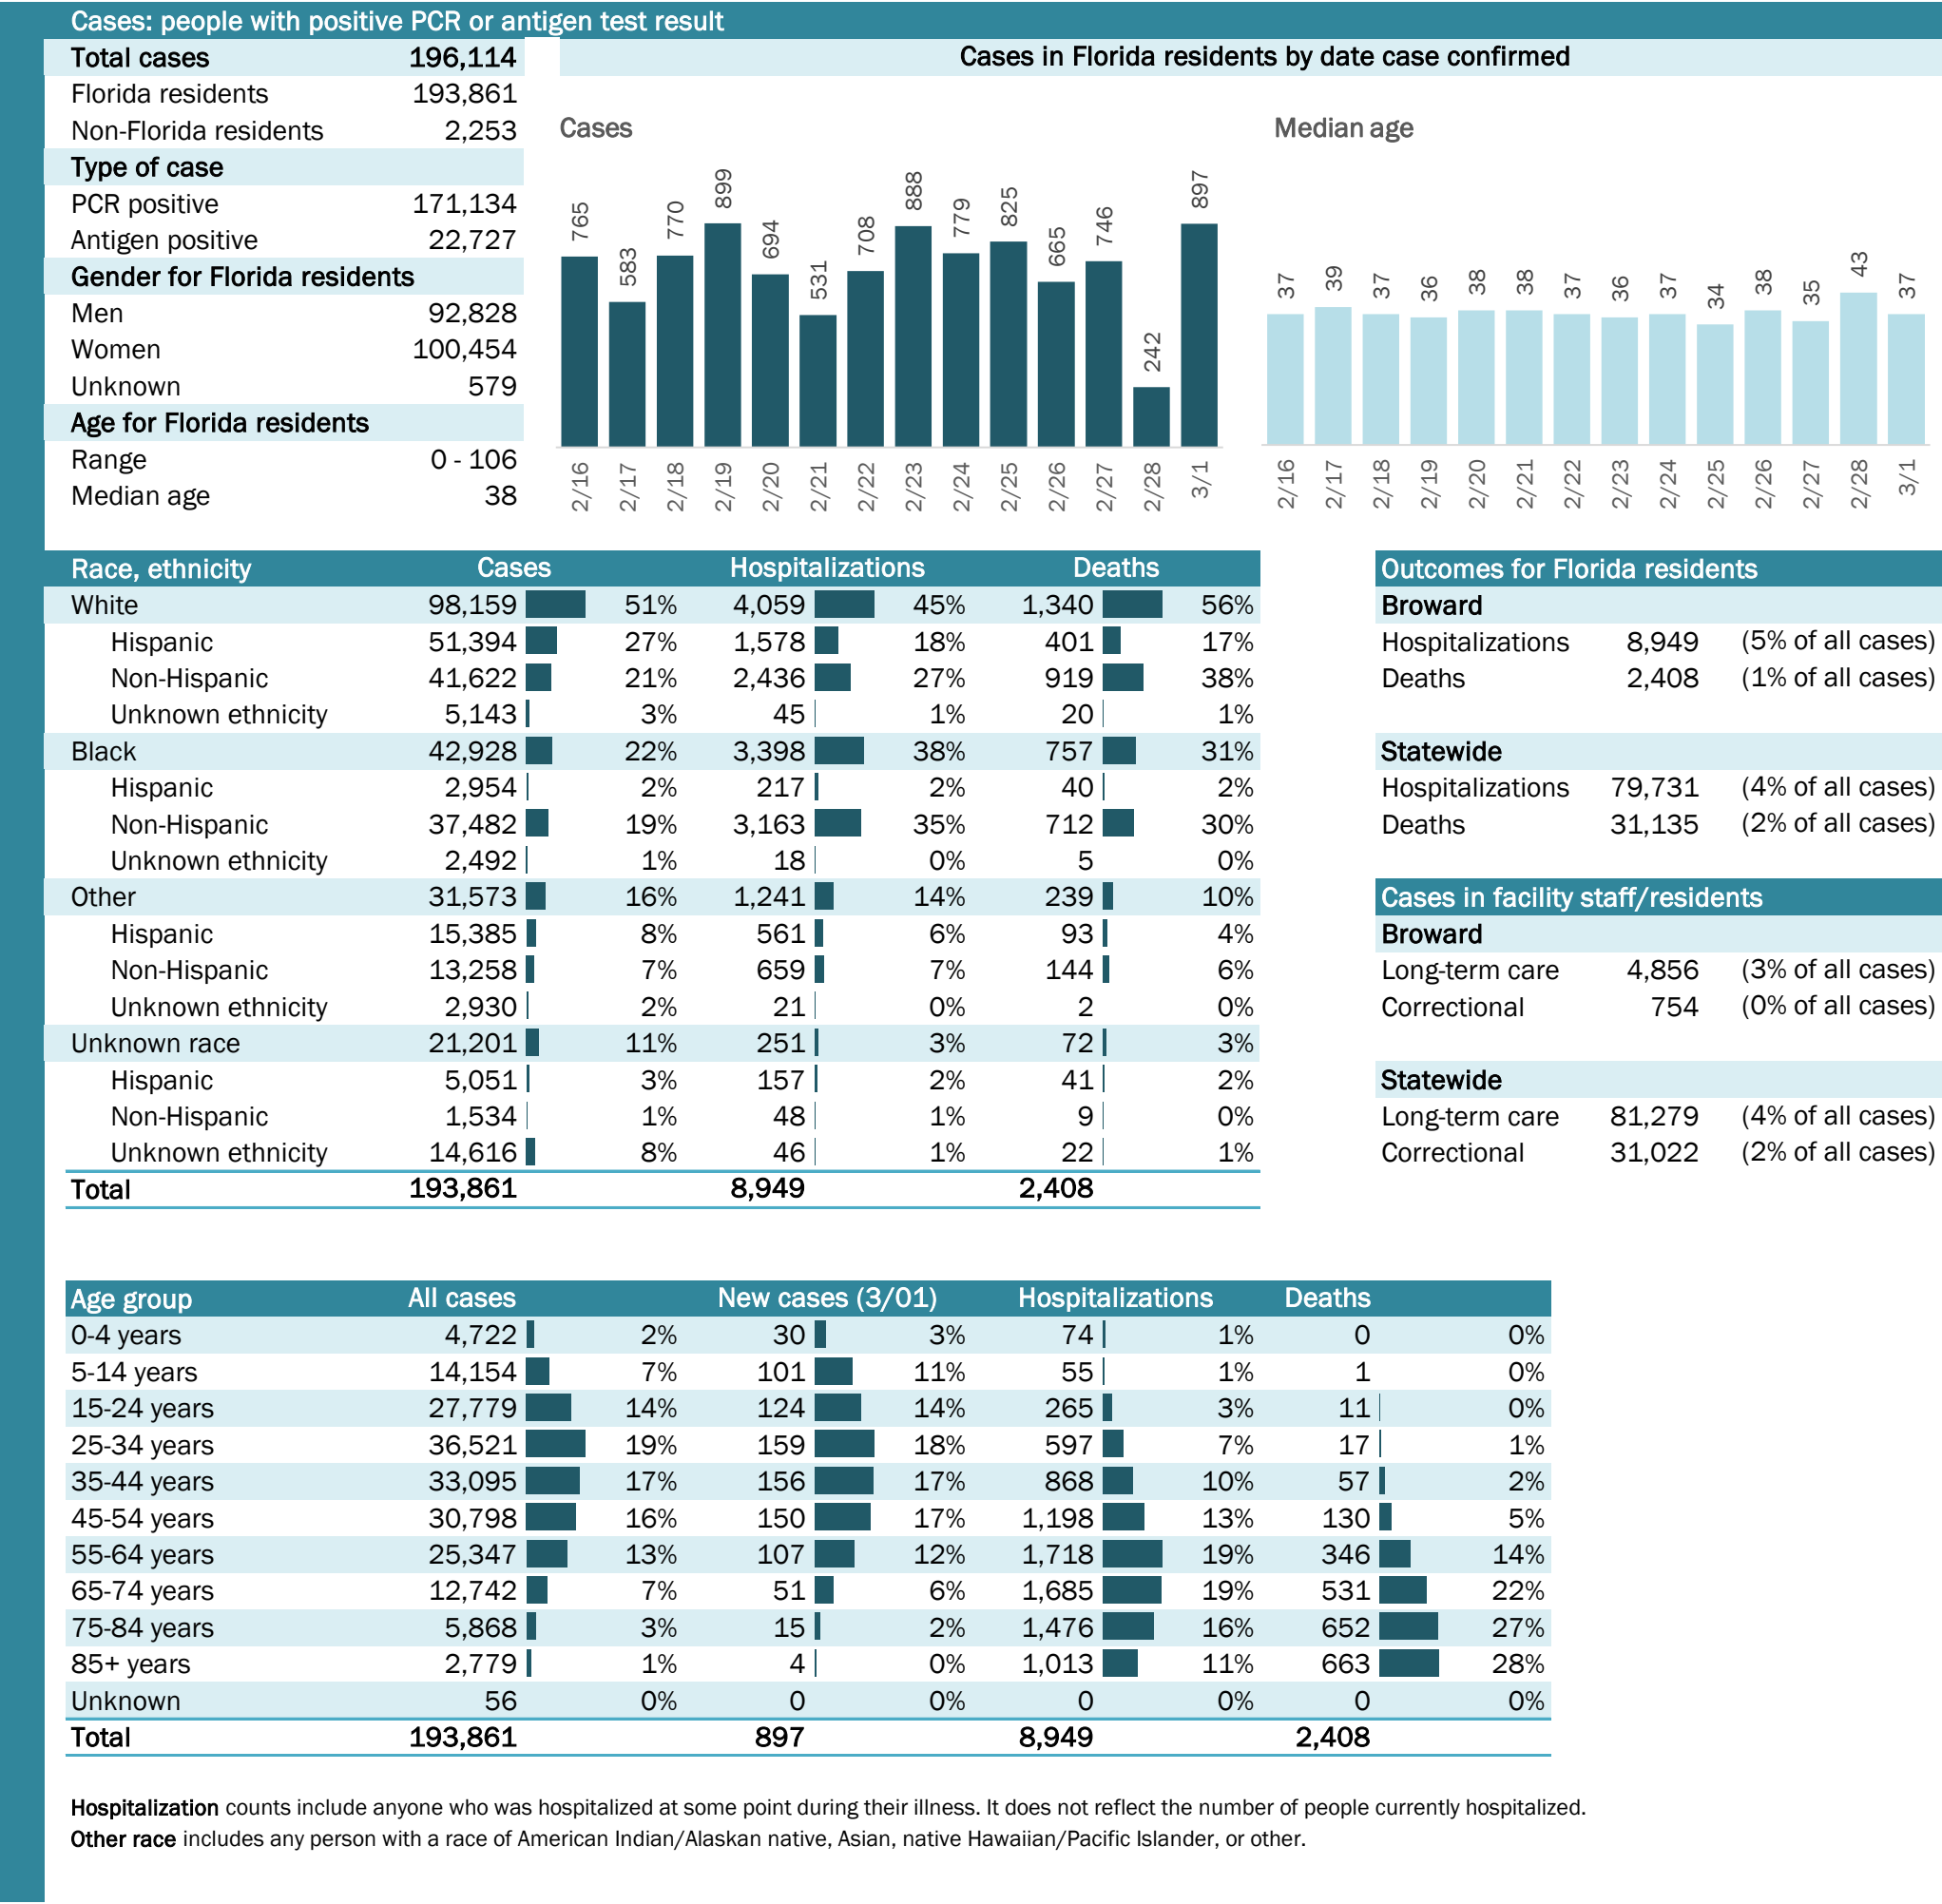 Cases: people with positive PCR or antigen test result
Total cases 196,114
Florida residents 193,861
Non-Florida residents 2,253
Type of case
PCR positive 171,134
Antigen positive 22,727
Gender for Florida residents
Men 92,828
Women 100,454
Unknown 579
Age for Florida residents
Range 0 - 106
Median age 38
Cases in Florida residents by date case confirmed
Cases
765 583 770 899 694 531 708 888 779 825 665 746 242 897
2/16 2/17 2/18 2/19 2/20 2/21 2/22 2/23 2/24 2/25 2/26 2/27 2/28 3/1
Median age
37 39 37 36 38 38 37 36 37 34 38 35 43 37
2/16 2/17 2/18 2/19 2/20 2/21 2/22 2/23 2/24 2/25 2/26 2/27 2/28 3/1
Race, ethnicity Cases Hospitalizations Deaths
White 98,159 51% 4,059 45% 1,340 56%
Hispanic 51,394 27% 1,578 18% 401 17%
Non-Hispanic 41,622 21% 2,436 27% 919 38%
Unknown ethnicity 5,143 3% 45 1% 20 1%
Black 42,928 22% 3,398 38% 757 31%
Hispanic 2,954 2% 217 2% 40 2%
Non-Hispanic 37,482 19% 3,163 35% 712 30%
Unknown ethnicity 2,492 1% 18 0% 5 0%
Other 31,573 16% 1,241 14% 239 10%
Hispanic 15,385 8% 561 6% 93 4%
Non-Hispanic 13,258 7% 659 7% 144 6%
Unknown ethnicity 2,930 2% 21 0% 2 0%
Unknown race 21,201 11% 251 3% 72 3%
Hispanic 5,051 3% 157 2% 41 2%
Non-Hispanic 1,534 1% 48 1% 9 0%
Unknown ethnicity 14,616 8% 46 1% 22 1%
Total 193,861 8,949 2,408
Outcomes for Florida residents
Broward
Hospitalizations 8,949 (5% of all cases)
Deaths 2,408 (1% of all cases)
Statewide
Hospitalizations 79,731 (4% of all cases)
Deaths 31,135 (2% of all cases)
Cases in facility staff/residents
Broward
Long-term care 4,856 (3% of all cases)
Correctional 754 (0% of all cases)
Statewide
Long-term care 81,279 (4% of all cases)
Correctional 31,022 (2% of all cases)
Age group All cases New cases (3/01) Hospitalizations Deaths
0-4 years 4,722 2% 30 3% 74 1% 0 0%
5-14 years 14,154 7% 101 11% 55 1% 1 0%
15-24 years 27,779 14% 124 14% 265 3% 11 0%
25-34 years 36,521 19% 159 18% 597 7% 17 1%
35-44 years 33,095 17% 156 17% 868 10% 57 2%
45-54 years 30,798 16% 150 17% 1,198 13% 130 5%
55-64 years 25,347 13% 107 12% 1,718 19% 346 14%
65-74 years 12,742 7% 51 6% 1,685 19% 531 22%
75-84 years 5,868 3% 15 2% 1,476 16% 652 27%
85+ years 2,779 1% 4 0% 1,013 11% 663 28%
Unknown 56 0% 0 0% 0 0% 0 0%
Total 193,861 897 8,949 2,408
Hospitalization counts include anyone who was hospitalized at some point during their illness. It does not reflect the number of people currently hospitalized.
Other race includes any person with a race of American Indian/Alaskan native, Asian, native Hawaiian/Pacific Islander, or other.